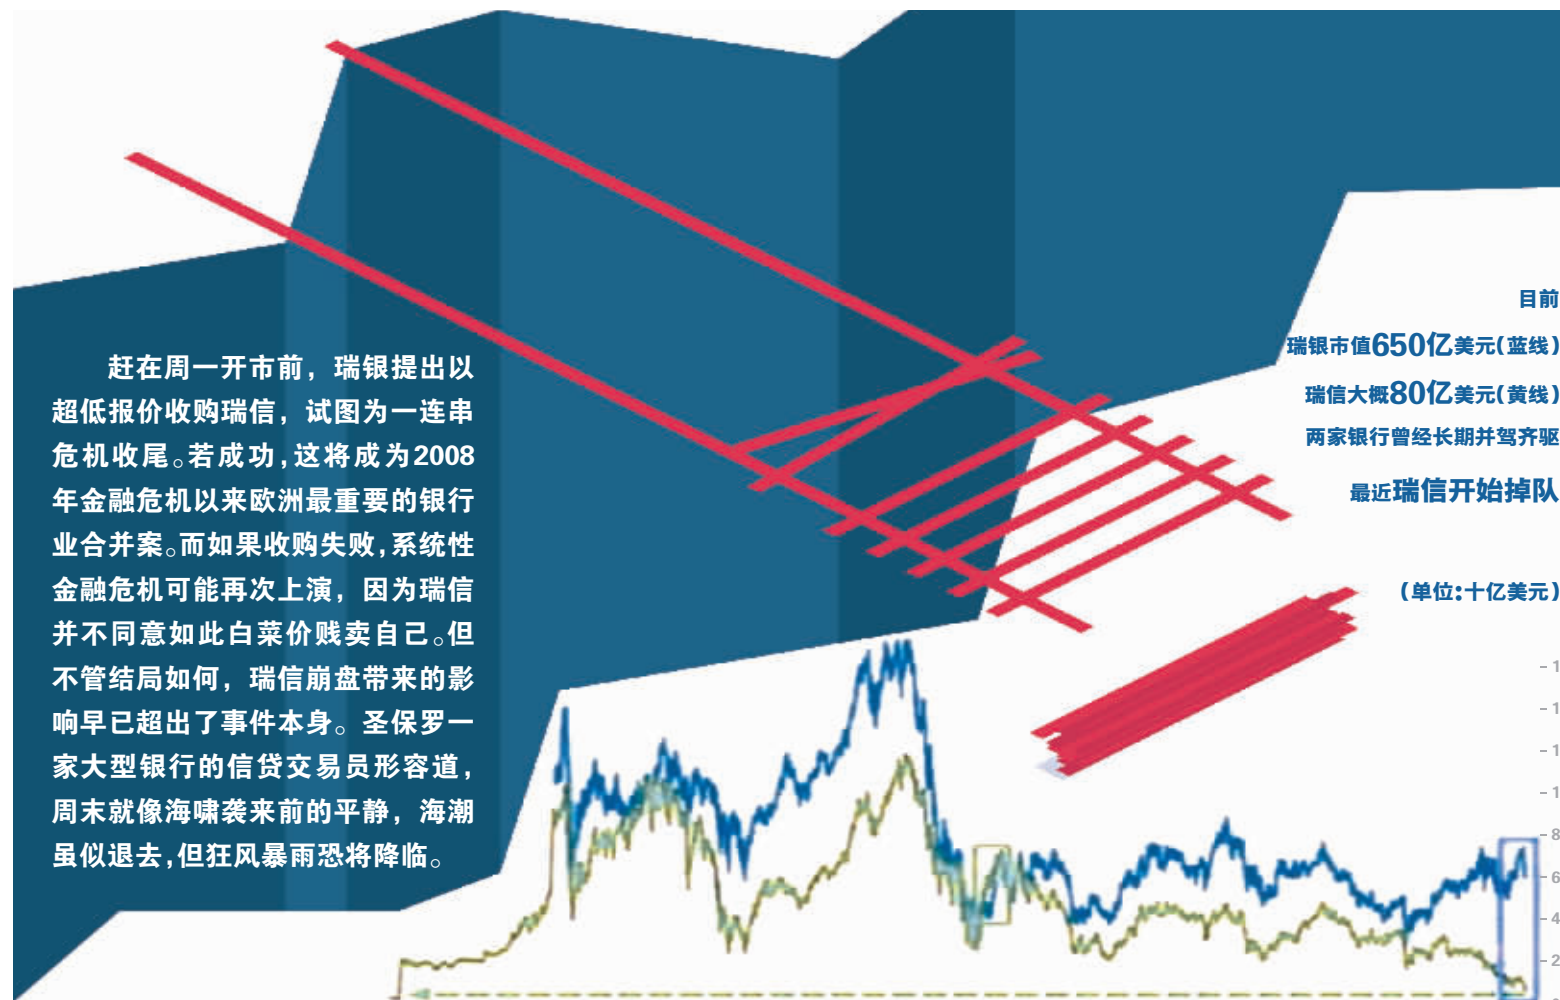 赶在周一开市前，瑞银提出以
超低报价收购瑞信，试图为一连串
危机收尾。若成功，这将成为2008
年金融危机以来欧洲最重要的银行
业合并案。而如果收购失败，系统性
金融危机可能再次上演，因为瑞信
并不同意如此白菜价贱卖自己。但
不管结局如何，瑞信崩盘带来的影
响早已超出了事件本身。圣保罗一
家大型银行的信贷交易员形容道，
周末就像海啸袭来前的平静，海潮
虽似退去，但狂风暴雨恐将降临。
目前
瑞银市值650亿美元(蓝线)
瑞信大概80亿美元(黄线)
两家银行曾经长期并驾齐驱
最近瑞信开始掉队
(单位:十亿美元)
1
1
1
1
8
6
4
2